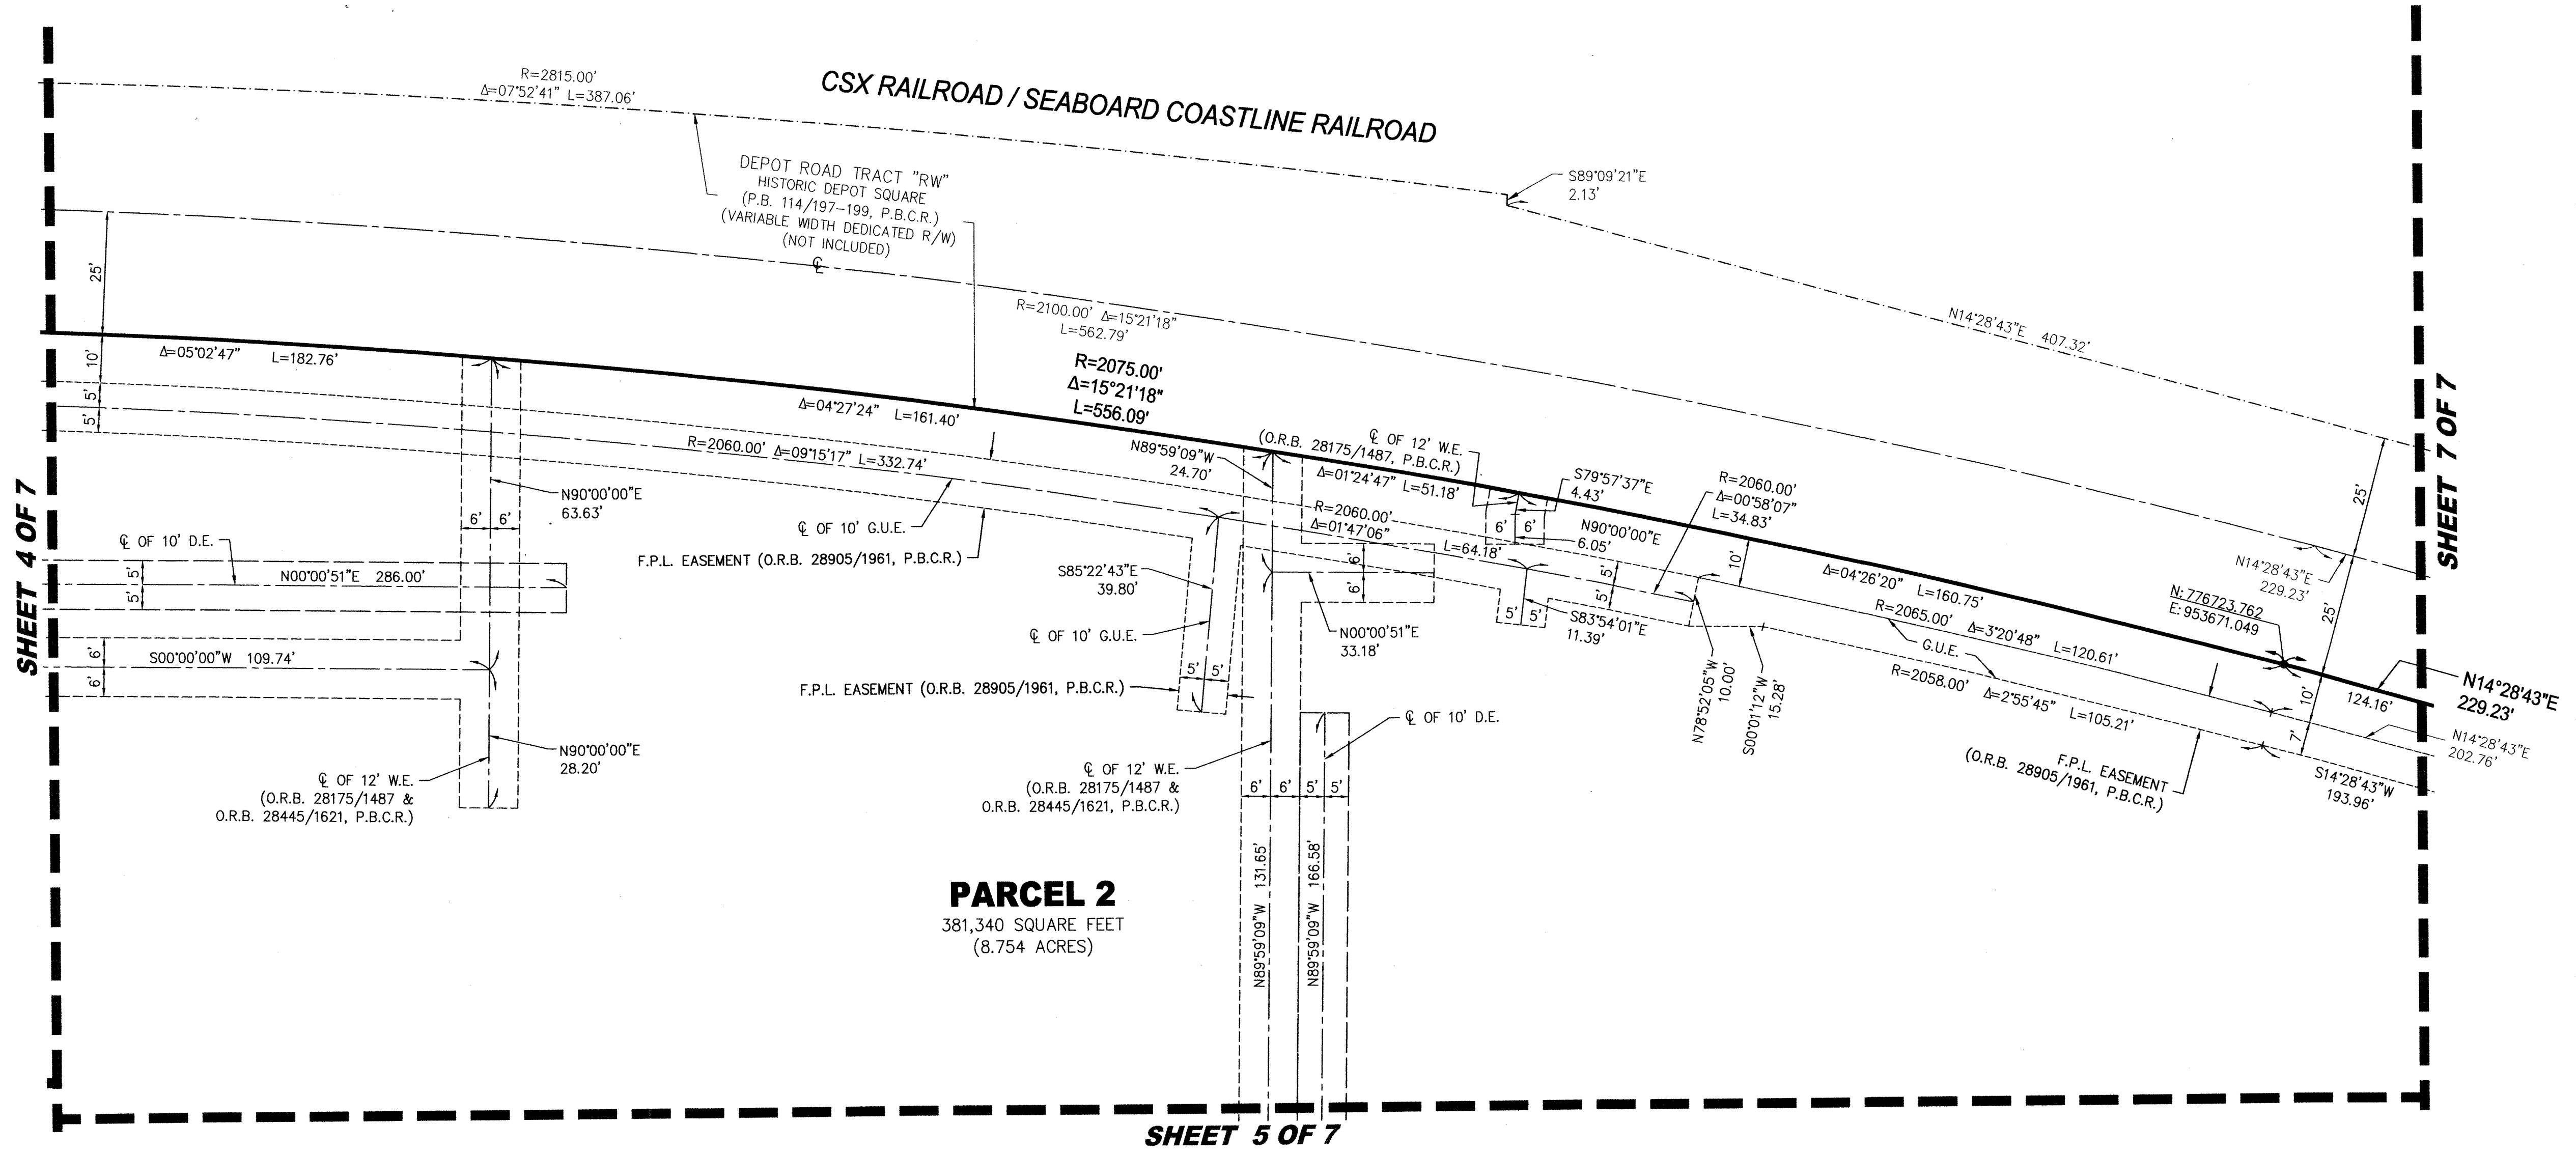 R=2815.00'
Δ=07°52'41" L=387.06'
CSX RAILROAD / SEABOARD COASTLINE RAILROAD
DEPOT ROAD TRACT "RW"
HISTORIC DEPOT SQUARE
(P.B. 114/197-199, P.B.C.R.)
(VARIABLE WIDTH DEDICATED R/W)
(NOT INCLUDED)
℄
S89°09'21"E
2.13'
N14°28'43"E 407.32'
25'
R=2100.00' Δ=15°21'18"
L=562.79'
R=2075.00'
Δ=15°21'18"
L=556.09'
10'
5'
5'
Δ=05°02'47" L=182.76'
Δ=04°27'24" L=161.40'
R=2060.00' Δ=09°15'17" L=332.74'
N89°59'09"W
24.70'
℄ OF 12' W.E.
(O.R.B. 28175/1487, P.B.C.R.)
Δ=01°24'47" L=51.18'
S79°57'37"E
4.43'
R=2060.00'
Δ=00°58'07"
L=34.83'
R=2060.00'
Δ=01°47'06"
L=64.18'
6' 6'
N90°00'00"E
6.05'
10'
5'
5'
Δ=04°26'20" L=160.75'
R=2065.00' Δ=3°20'48" L=120.61'
G.U.E.
R=2058.00' Δ=2°55'45" L=105.21'
25'
25'
N14°28'43"E
229.23'
N: 776723.762
E: 953671.049
10'
7'
124.16'
N14°28'43"E
229.23'
N14°28'43"E
202.76'
S14°28'43"W
193.96'
F.P.L. EASEMENT
(O.R.B. 28905/1961, P.B.C.R.)
SHEET 4 OF 7
SHEET 7 OF 7
6' 6'
N90°00'00"E
63.63'
℄ OF 10' D.E.
5'
5'
N00°00'51"E 286.00'
6'
6'
S00°00'00"W 109.74'
N90°00'00"E
28.20'
℄ OF 12' W.E.
(O.R.B. 28175/1487 &
O.R.B. 28445/1621, P.B.C.R.)
℄ OF 10' G.U.E.
F.P.L. EASEMENT (O.R.B. 28905/1961, P.B.C.R.)
S85°22'43"E
39.80'
℄ OF 10' G.U.E.
5' 5'
F.P.L. EASEMENT (O.R.B. 28905/1961, P.B.C.R.)
6'
6'
N00°00'51"E
33.18'
5' 5'
S83°54'01"E
11.39'
N78°52'05"W
10.00'
S00°01'12"W
15.28'
℄ OF 10' D.E.
℄ OF 12' W.E.
(O.R.B. 28175/1487 &
O.R.B. 28445/1621, P.B.C.R.)
6' 6' 5' 5'
N89°59'09"W 131.65'
N89°59'09"W 166.58'
PARCEL 2
381,340 SQUARE FEET
(8.754 ACRES)
SHEET 5 OF 7